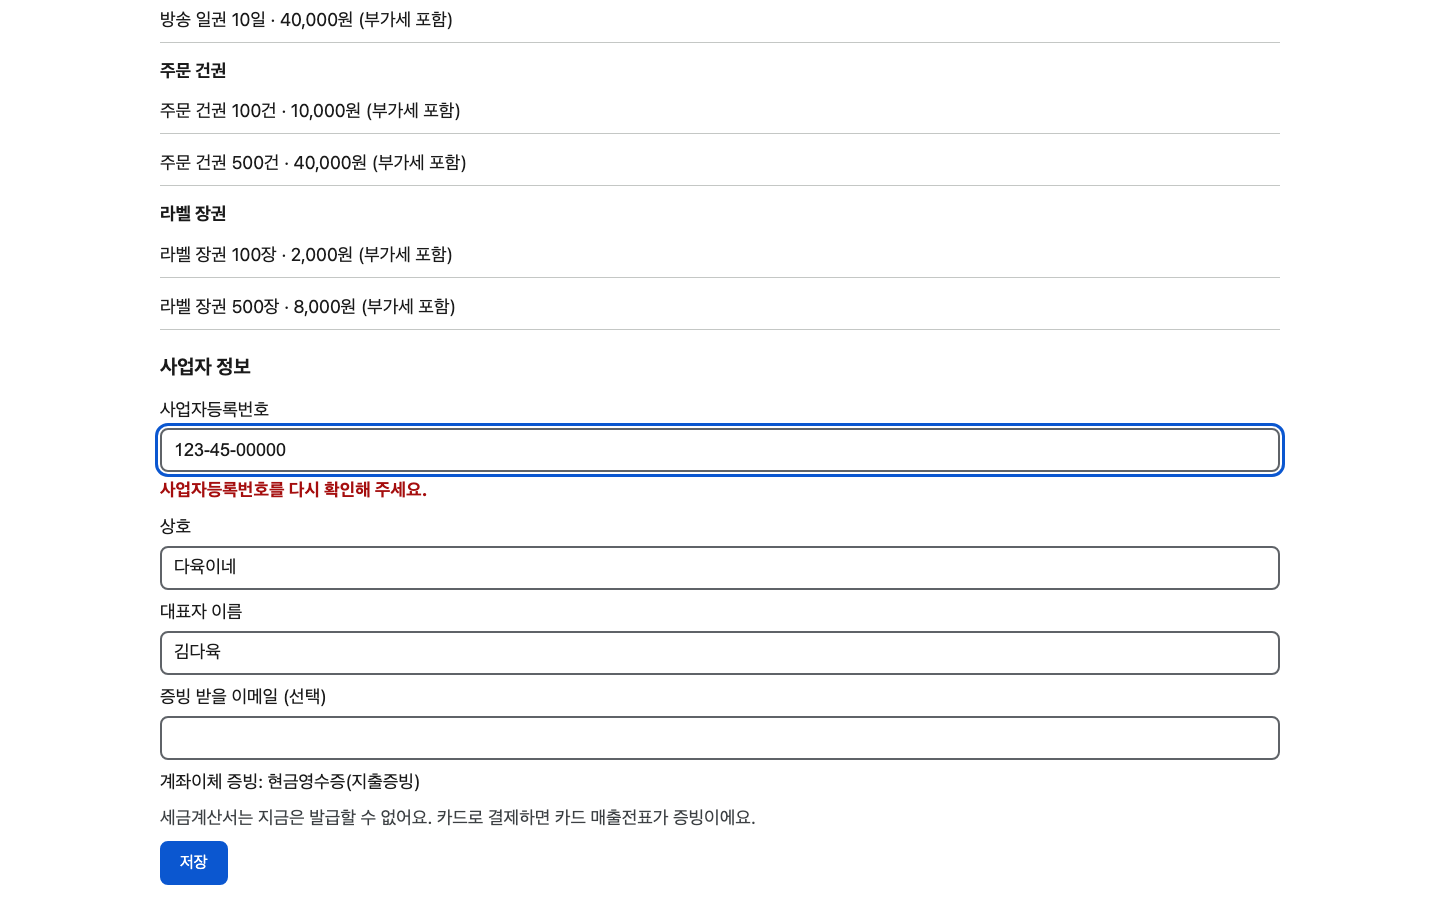 방송 일권 10일 · 40,000원 (부가세 포함)
주문 건권
주문 건권 100건 · 10,000원 (부가세 포함)
주문 건권 500건 · 40,000원 (부가세 포함)
라벨 장권
라벨 장권 100장 · 2,000원 (부가세 포함)
라벨 장권 500장 · 8,000원 (부가세 포함)
사업자 정보
사업자등록번호
123-45-00000
사업자등록번호를 다시 확인해 주세요.
상호
다육이네
대표자 이름
김다육
증빙 받을 이메일 (선택)
계좌이체 증빙: 현금영수증(지출증빙)
세금계산서는 지금은 발급할 수 없어요. 카드로 결제하면 카드 매출전표가 증빙이에요.
저장